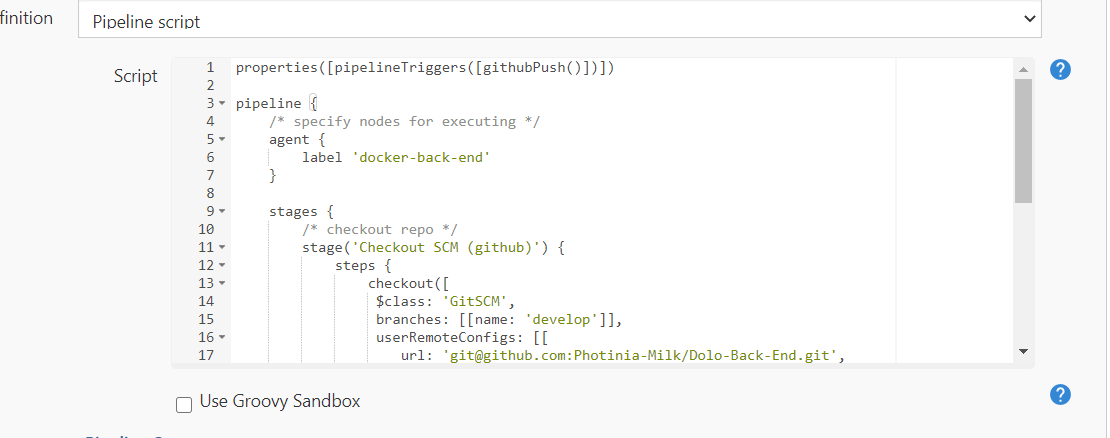 finition
Pipeline script
Script
1 properties([pipelineTriggers([githubPush()])])
2
3 pipeline {
4 /* specify nodes for executing */
5 agent {
6 label 'docker-back-end'
7 }
8
9 stages {
10 /* checkout repo */
11 stage('Checkout SCM (github)') {
12 steps {
13 checkout([
14 $class: 'GitSCM',
15 branches: [[name: 'develop']],
16 userRemoteConfigs: [[
17 url: 'git@github.com:Photinia-Milk/Dolo-Back-End.git',
?
Use Groovy Sandbox
?